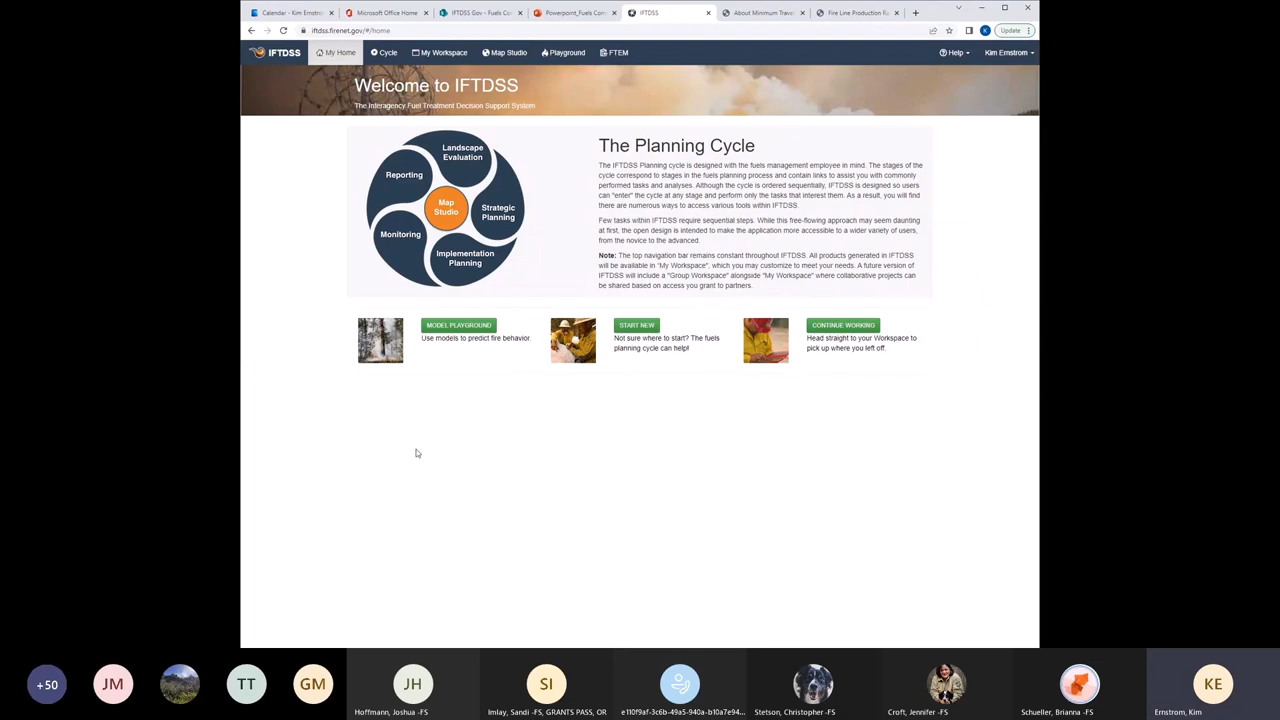 Calendar - Kim Ernstro
Microsoft Office Home
IFTDSS Gov - Fuels Co
Powerpoint_Fuels Com
IFTDSS
About Minimum Trave
Fire Line Production Ra
iftdss.firenet.gov/#/home
Update
IFTDSS
My Home
Cycle
My Workspace
Map Studio
Playground
FTEM
Help
Kim Ernstrom
Welcome to IFTDSS
The Interagency Fuel Treatment Decision Support System
Landscape
Evaluation
Reporting
Map
Studio
Strategic
Planning
Monitoring
Implementation
Planning
The Planning Cycle
The IFTDSS Planning cycle is designed with the fuels management employee in mind. The stages of the
cycle correspond to stages in the fuels planning process and contain links to assist you with commonly
performed tasks and analyses. Although the cycle is ordered sequentially, IFTDSS is designed so users
can "enter" the cycle at any stage and perform only the tasks that interest them. As a result, you will find
there are numerous ways to access various tools within IFTDSS.
Few tasks within IFTDSS require sequential steps. While this free-flowing approach may seem daunting
at first, the open design is intended to make the application more accessible to a wider variety of users,
from the novice to the advanced.
Note: The top navigation bar remains constant throughout IFTDSS. All products generated in IFTDSS
will be available in "My Workspace", which you may customize to meet your needs. A future version of
IFTDSS will include a "Group Workspace" alongside "My Workspace" where collaborative projects can
be shared based on access you grant to partners.
MODEL PLAYGROUND
Use models to predict fire behavior.
START NEW
Not sure where to start? The fuels
planning cycle can help!
CONTINUE WORKING
Head straight to your Workspace to
pick up where you left off.
+50
JM
TT
GM
JH
Hoffmann, Joshua -FS
SI
Imlay, Sandi -FS, GRANTS PASS, OR
e110f9af-3c6b-49a5-940a-b10a7e94...
Stetson, Christopher -FS
Croft, Jennifer -FS
Schueller, Brianna -FS
KE
Ernstrom, Kim